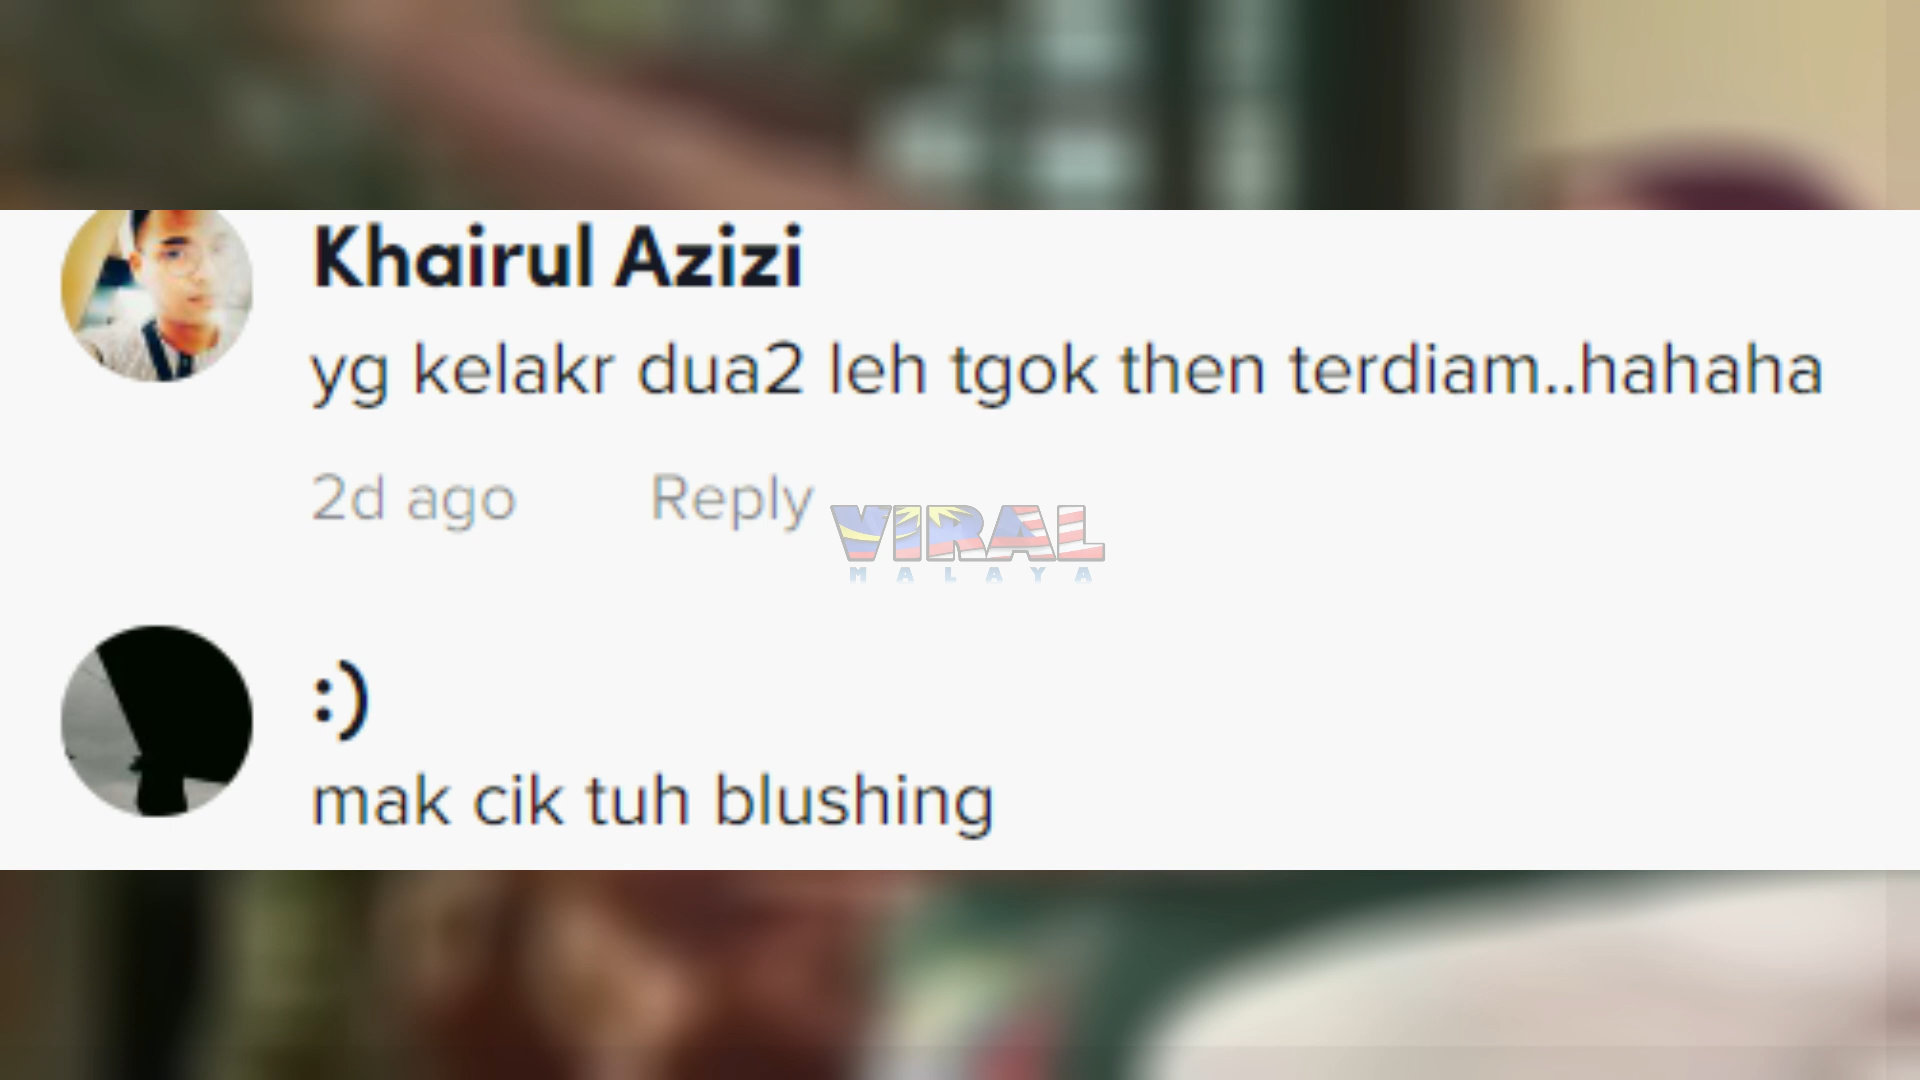 Khairul Azizi
yg kelakr dua2 leh tgok then terdiam..hahaha
2d ago Reply
VIRAL
MALAYA
:)
mak cik tuh blushing